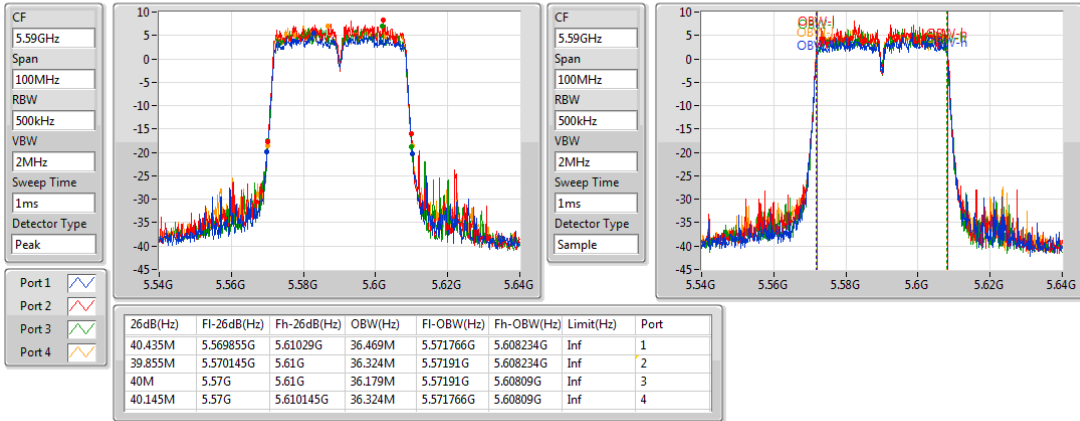 CF
5.59GHz
Span
100MHz
RBW
500kHz
VBW
2MHz
Sweep Time
1ms
Detector Type
Peak
Port 1
Port 2
Port 3
Port 4
10
5
0
-5
-10
-15
-20
-25
-30
-35
-40
-45
5.54G 5.56G 5.58G 5.6G 5.62G 5.64G
CF
5.59GHz
Span
100MHz
RBW
500kHz
VBW
2MHz
Sweep Time
1ms
Detector Type
Sample
10
5
0
-5
-10
-15
-20
-25
-30
-35
-40
-45
OBW-l
OBW-h
5.54G 5.56G 5.58G 5.6G 5.62G 5.64G
26dB(Hz) Fl-26dB(Hz) Fh-26dB(Hz) OBW(Hz) Fl-OBW(Hz) Fh-OBW(Hz) Limit(Hz) Port
40.435M 5.569855G 5.61029G 36.469M 5.571766G 5.608234G Inf 1
39.855M 5.570145G 5.61G 36.324M 5.57191G 5.608234G Inf 2
40M 5.57G 5.61G 36.179M 5.57191G 5.60809G Inf 3
40.145M 5.57G 5.610145G 36.324M 5.571766G 5.60809G Inf 4